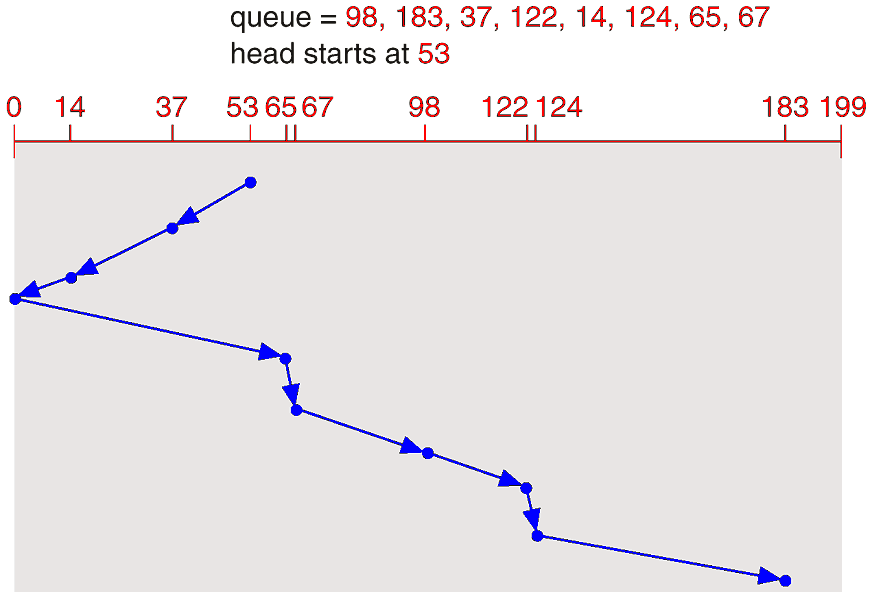 queue = 98, 183, 37, 122, 14, 124, 65, 67
head starts at 53
0 14 37 53 65 67 98 122 124 183 199